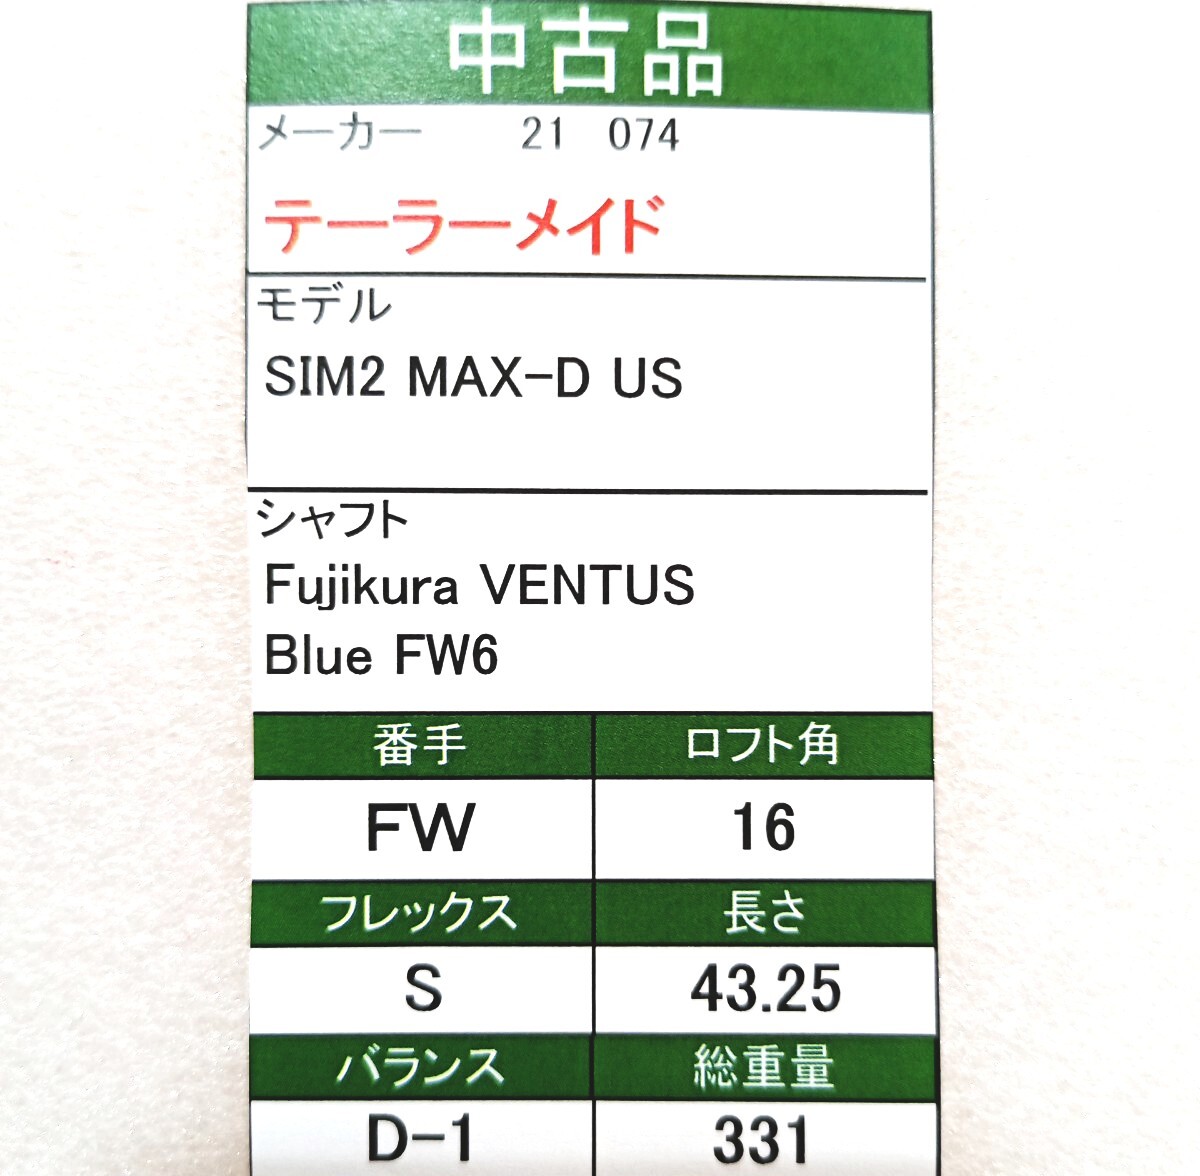 中古品
メーカー 21 074
テーラーメイド
モデル
SIM2 MAX-D US
シャフト
Fujikura VENTUS
Blue FW6
番手 ロフト角
FW 16
フレックス 長さ
S 43.25
バランス 総重量
D-1 331